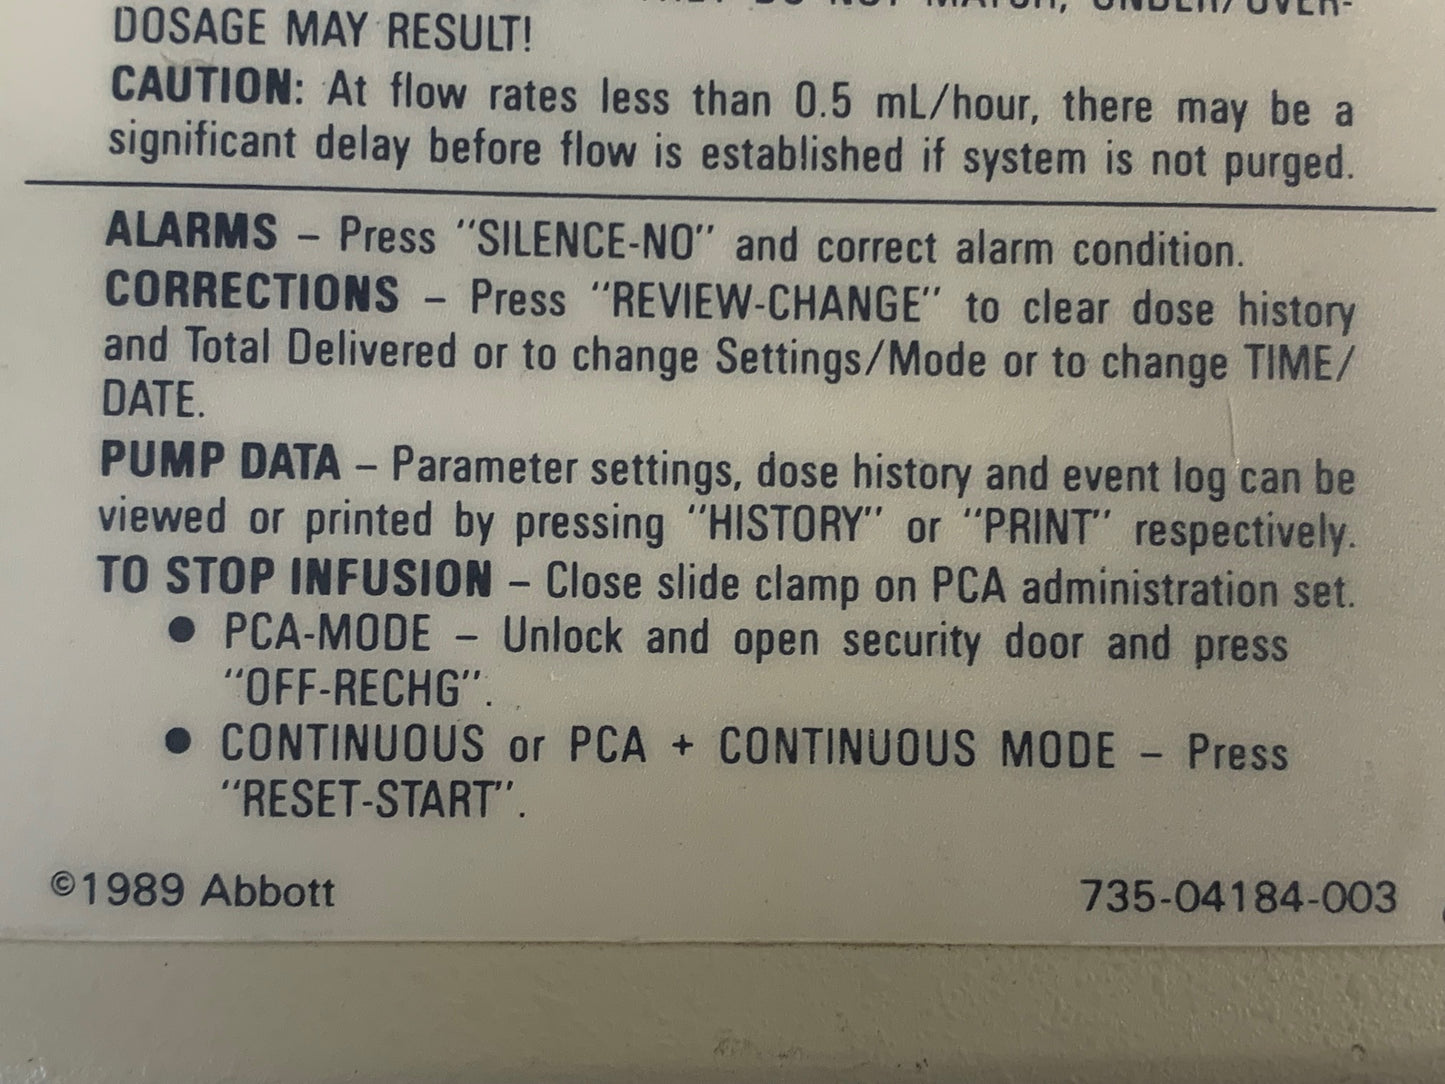 DO NOT MATCH, UNDER/OVER-
DOSAGE MAY RESULT!
CAUTION: At flow rates less than 0.5 mL/hour, there may be a
significant delay before flow is established if system is not purged.
ALARMS – Press "SILENCE-NO" and correct alarm condition.
CORRECTIONS – Press "REVIEW-CHANGE" to clear dose history
and Total Delivered or to change Settings/Mode or to change TIME/
DATE.
PUMP DATA – Parameter settings, dose history and event log can be
viewed or printed by pressing "HISTORY" or "PRINT" respectively.
TO STOP INFUSION – Close slide clamp on PCA administration set.
● PCA-MODE – Unlock and open security door and press
"OFF-RECHG".
● CONTINUOUS or PCA + CONTINUOUS MODE – Press
"RESET-START".
©1989 Abbott
735-04184-003